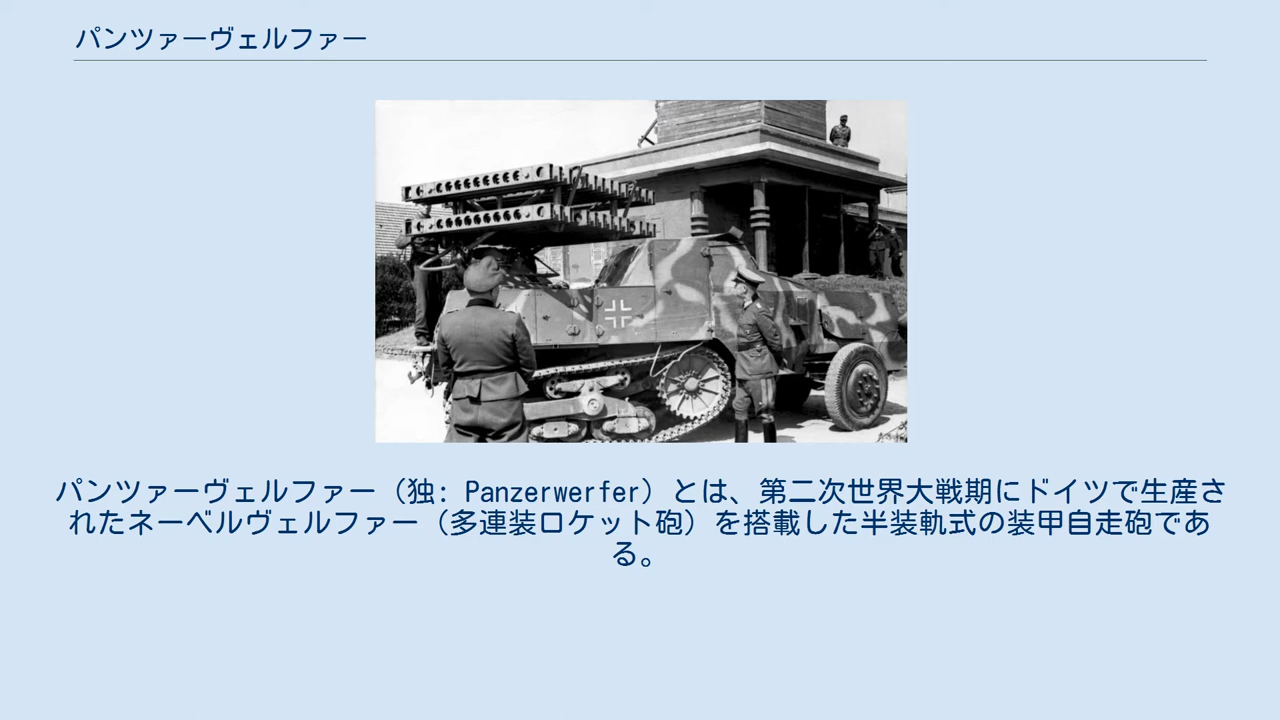 パンツァーヴェルファー
パンツァーヴェルファー（独: Panzerwerfer）とは、第二次世界大戦期にドイツで生産さ
れたネーベルヴェルファー（多連装ロケット砲）を搭載した半装軌式の装甲自走砲であ
る。